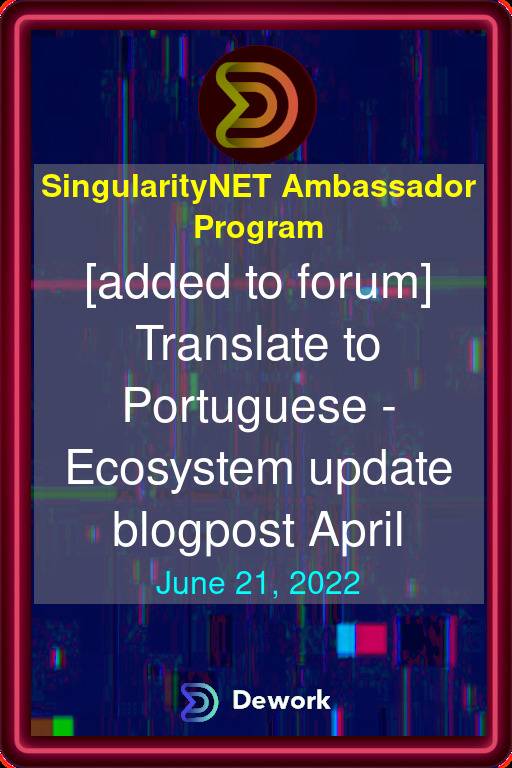 SingularityNET Ambassador
Program
[added to forum]
Translate to
Portuguese -
Ecosystem update
blogpost April
June 21, 2022
Dework